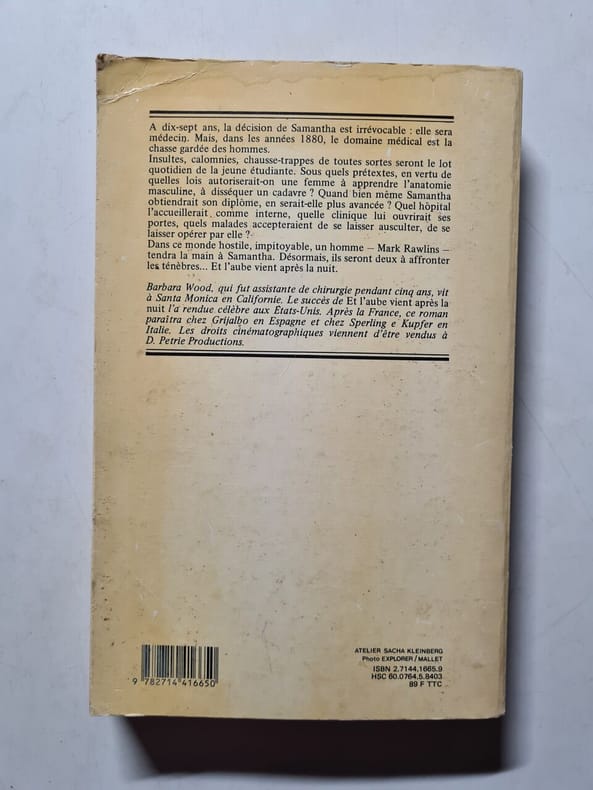 A dix-sept ans, la décision de Samantha est irrévocable : elle sera
médecin. Mais, dans les années 1880, le domaine médical est la
chasse gardée des hommes.
Insultes, calomnies, chausse-trappes de toutes sortes seront le lot
quotidien de la jeune étudiante. Sous quels prétextes, en vertu de
quelles lois autoriserait-on une femme à apprendre l'anatomie
masculine, à disséquer un cadavre ? Quand bien même Samantha
obtiendrait son diplôme, en serait-elle plus avancée ? Quel hôpital
l'accueillerait comme interne, quelle clinique lui ouvrirait ses
portes, quels malades accepteraient de se laisser ausculter, de se
laisser opérer par elle ?
Dans ce monde hostile, impitoyable, un homme — Mark Rawlins —
tendra la main à Samantha. Désormais, ils seront deux à affronter
les ténèbres... Et l'aube vient après la nuit.
Barbara Wood, qui fut assistante de chirurgie pendant cinq ans, vit
à Santa Monica en Californie. Le succès de Et l'aube vient après la
nuit l'a rendue célèbre aux Etats-Unis. Après la France, ce roman
paraîtra chez Grijalbo en Espagne et chez Sperling e Kupfer en
Italie. Les droits cinématographiques viennent d'être vendus à
D. Petrie Productions.
ATELIER SACHA KLEINBERG
Photo EXPLORER / MALLET
ISBN 2.7144.1665.9
HSC 60.0764.5.8403
89 F TTC
9 782714 416650